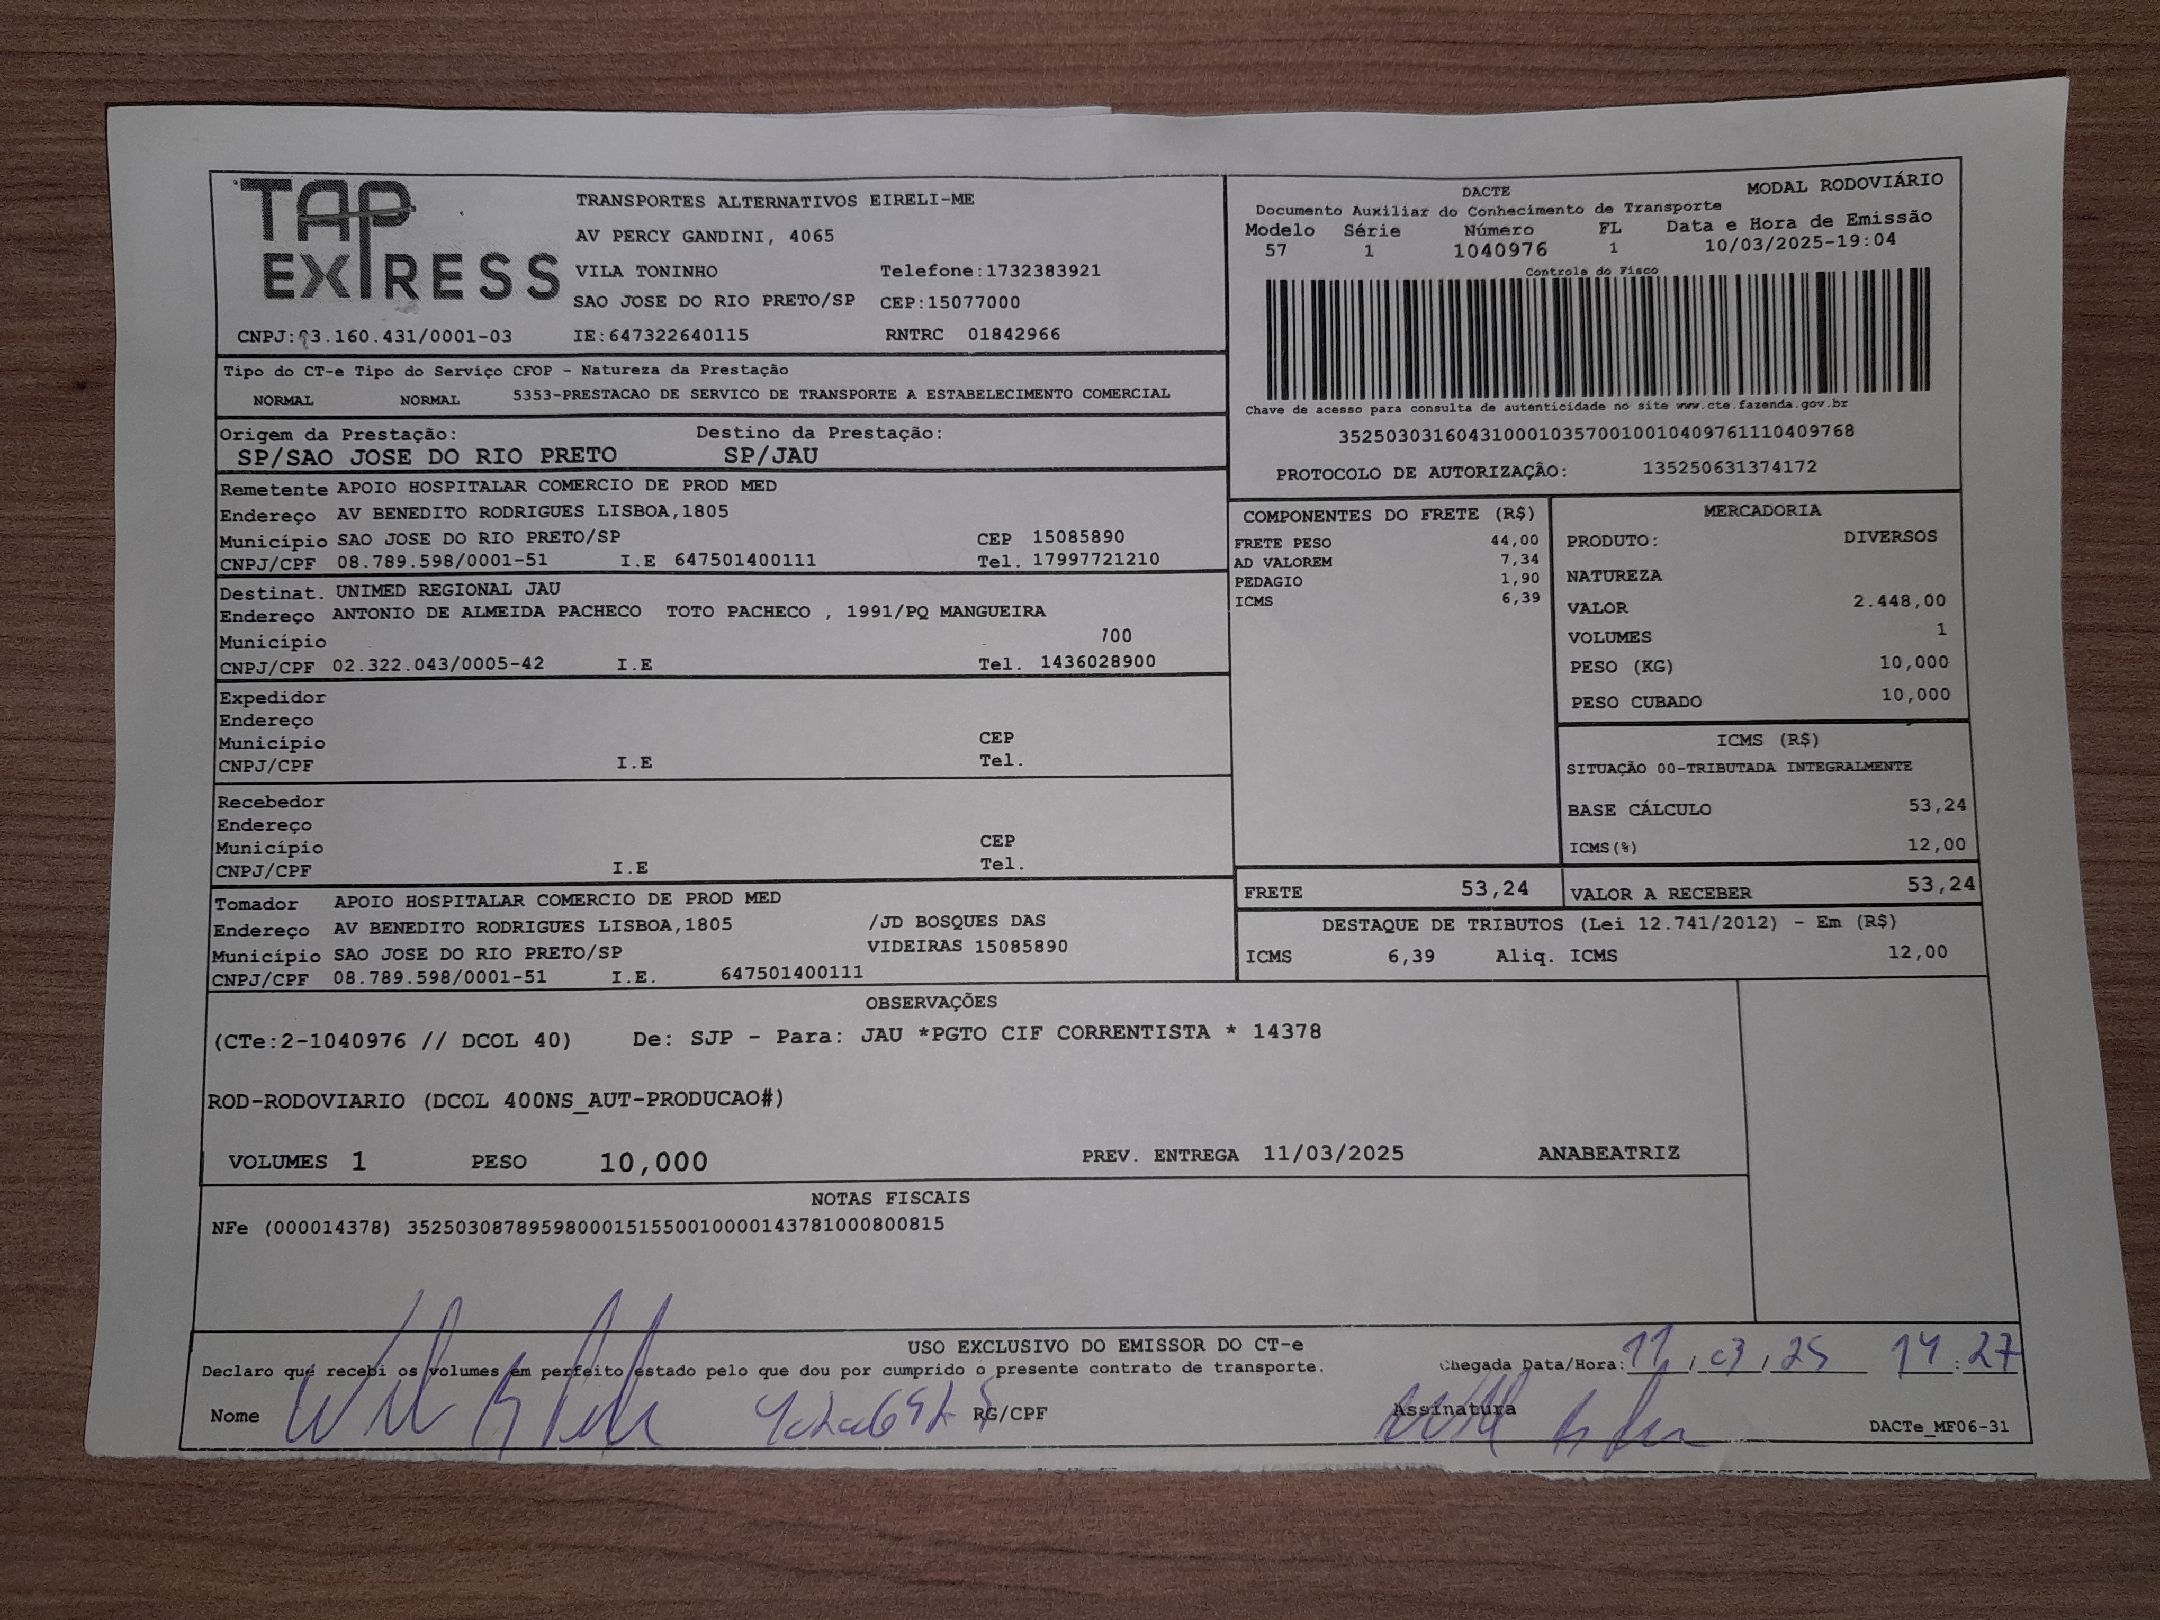 TAP
EXPRESS
TRANSPORTES ALTERNATIVOS EIRELI-ME
AV PERCY GANDINI, 4065
VILA TONINHO Telefone:1732383921
SAO JOSE DO RIO PRETO/SP CEP:15077000
CNPJ:03.160.431/0001-03 IE:647322640115 RNTRC 01842966
DACTE MODAL RODOVIÁRIO
Documento Auxiliar do Conhecimento de Transporte
Modelo Série Número FL Data e Hora de Emissão
57 1 1040976 1 10/03/2025-19:04
Controle do Fisco
Chave de acesso para consulta de autenticidade no site www.cte.fazenda.gov.br
35250303160431000103570010010409761110409768
PROTOCOLO DE AUTORIZAÇÂO: 135250631374172
Tipo do CT-e Tipo do Serviço CFOP - Natureza da Prestação
NORMAL NORMAL 5353-PRESTACAO DE SERVICO DE TRANSPORTE A ESTABELECIMENTO COMERCIAL
Origem da Prestação: Destino da Prestação:
SP/SAO JOSE DO RIO PRETO SP/JAU
Remetente APOIO HOSPITALAR COMERCIO DE PROD MED
Endereço AV BENEDITO RODRIGUES LISBOA,1805
Município SAO JOSE DO RIO PRETO/SP CEP 15085890
CNPJ/CPF 08.789.598/0001-51 I.E 647501400111 Tel. 17997721210
Destinat. UNIMED REGIONAL JAU
Endereço ANTONIO DE ALMEIDA PACHECO TOTO PACHECO , 1991/PQ MANGUEIRA
Município 700
CNPJ/CPF 02.322.043/0005-42 I.E Tel. 1436028900
Expedidor
Endereço
Município CEP
CNPJ/CPF I.E Tel.
Recebedor
Endereço
Município CEP
CNPJ/CPF I.E Tel.
Tomador APOIO HOSPITALAR COMERCIO DE PROD MED
Endereço AV BENEDITO RODRIGUES LISBOA,1805 /JD BOSQUES DAS
Município SAO JOSE DO RIO PRETO/SP VIDEIRAS 15085890
CNPJ/CPF 08.789.598/0001-51 I.E. 647501400111
COMPONENTES DO FRETE (R$)
FRETE PESO 44,00
AD VALOREM 7,34
PEDAGIO 1,90
ICMS 6,39
MERCADORIA
PRODUTO: DIVERSOS
NATUREZA
VALOR 2.448,00
VOLUMES 1
PESO (KG) 10,000
PESO CUBADO 10,000
ICMS (R$)
SITUAÇÃO 00-TRIBUTADA INTEGRALMENTE
BASE CÁLCULO 53,24
ICMS(%) 12,00
FRETE 53,24 VALOR A RECEBER 53,24
DESTAQUE DE TRIBUTOS (Lei 12.741/2012) - Em (R$)
ICMS 6,39 Aliq. ICMS 12,00
OBSERVAÇÕES
(CTe:2-1040976 // DCOL 40) De: SJP - Para: JAU *PGTO CIF CORRENTISTA * 14378
ROD-RODOVIARIO (DCOL 400NS_AUT-PRODUCAO#)
VOLUMES 1 PESO 10,000 PREV. ENTREGA 11/03/2025 ANABEATRIZ
NOTAS FISCAIS
NFe (000014378) 35250308789598000151550010000143781000800815
USO EXCLUSIVO DO EMISSOR DO CT-e
Declaro que recebi os volumes em perfeito estado pelo que dou por cumprido o presente contrato de transporte. Chegada Data/Hora: 11/03/25 14:27
Nome RG/CPF Assinatura DACTe_MF06-31